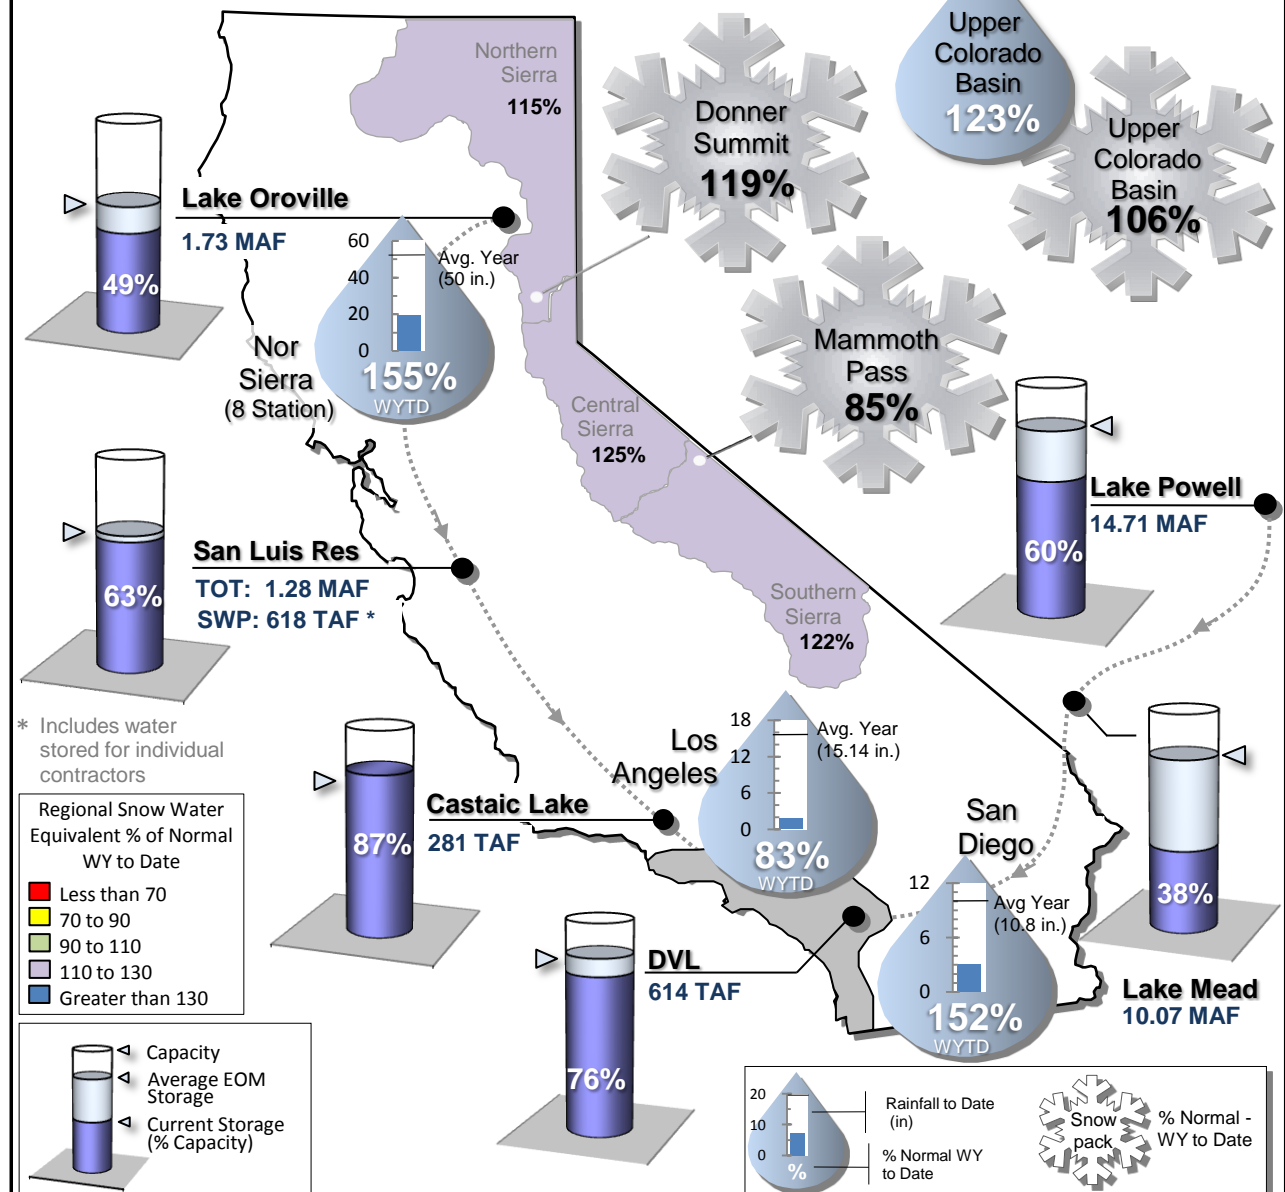 Northern
Sierra
115%
Donner
Summit
119%
Upper
Colorado
Basin
123%
Upper
Colorado
Basin
106%
Lake Oroville
1.73 MAF
49%
60
40
20
0
Avg. Year
(50 in.)
155%
WYTD
Nor
Sierra
(8 Station)
Mammoth
Pass
85%
Central
Sierra
125%
Lake Powell
14.71 MAF
60%
San Luis Res
TOT: 1.28 MAF
SWP: 618 TAF *
63%
Southern
Sierra
122%
* Includes water
stored for individual
contractors
Los
Angeles
18
12
6
0
Avg. Year
(15.14 in.)
83%
WYTD
Castaic Lake
281 TAF
87%
San
Diego
12
6
0
Avg Year
(10.8 in.)
152%
WYTD
38%
Lake Mead
10.07 MAF
DVL
614 TAF
76%
Regional Snow Water
Equivalent % of Normal
WY to Date
Less than 70
70 to 90
90 to 110
110 to 130
Greater than 130
Capacity
Average EOM
Storage
Current Storage
(% Capacity)
20
10
0
%
Rainfall to Date
(in)
% Normal WY
to Date
Snow
pack
% Normal -
WY to Date